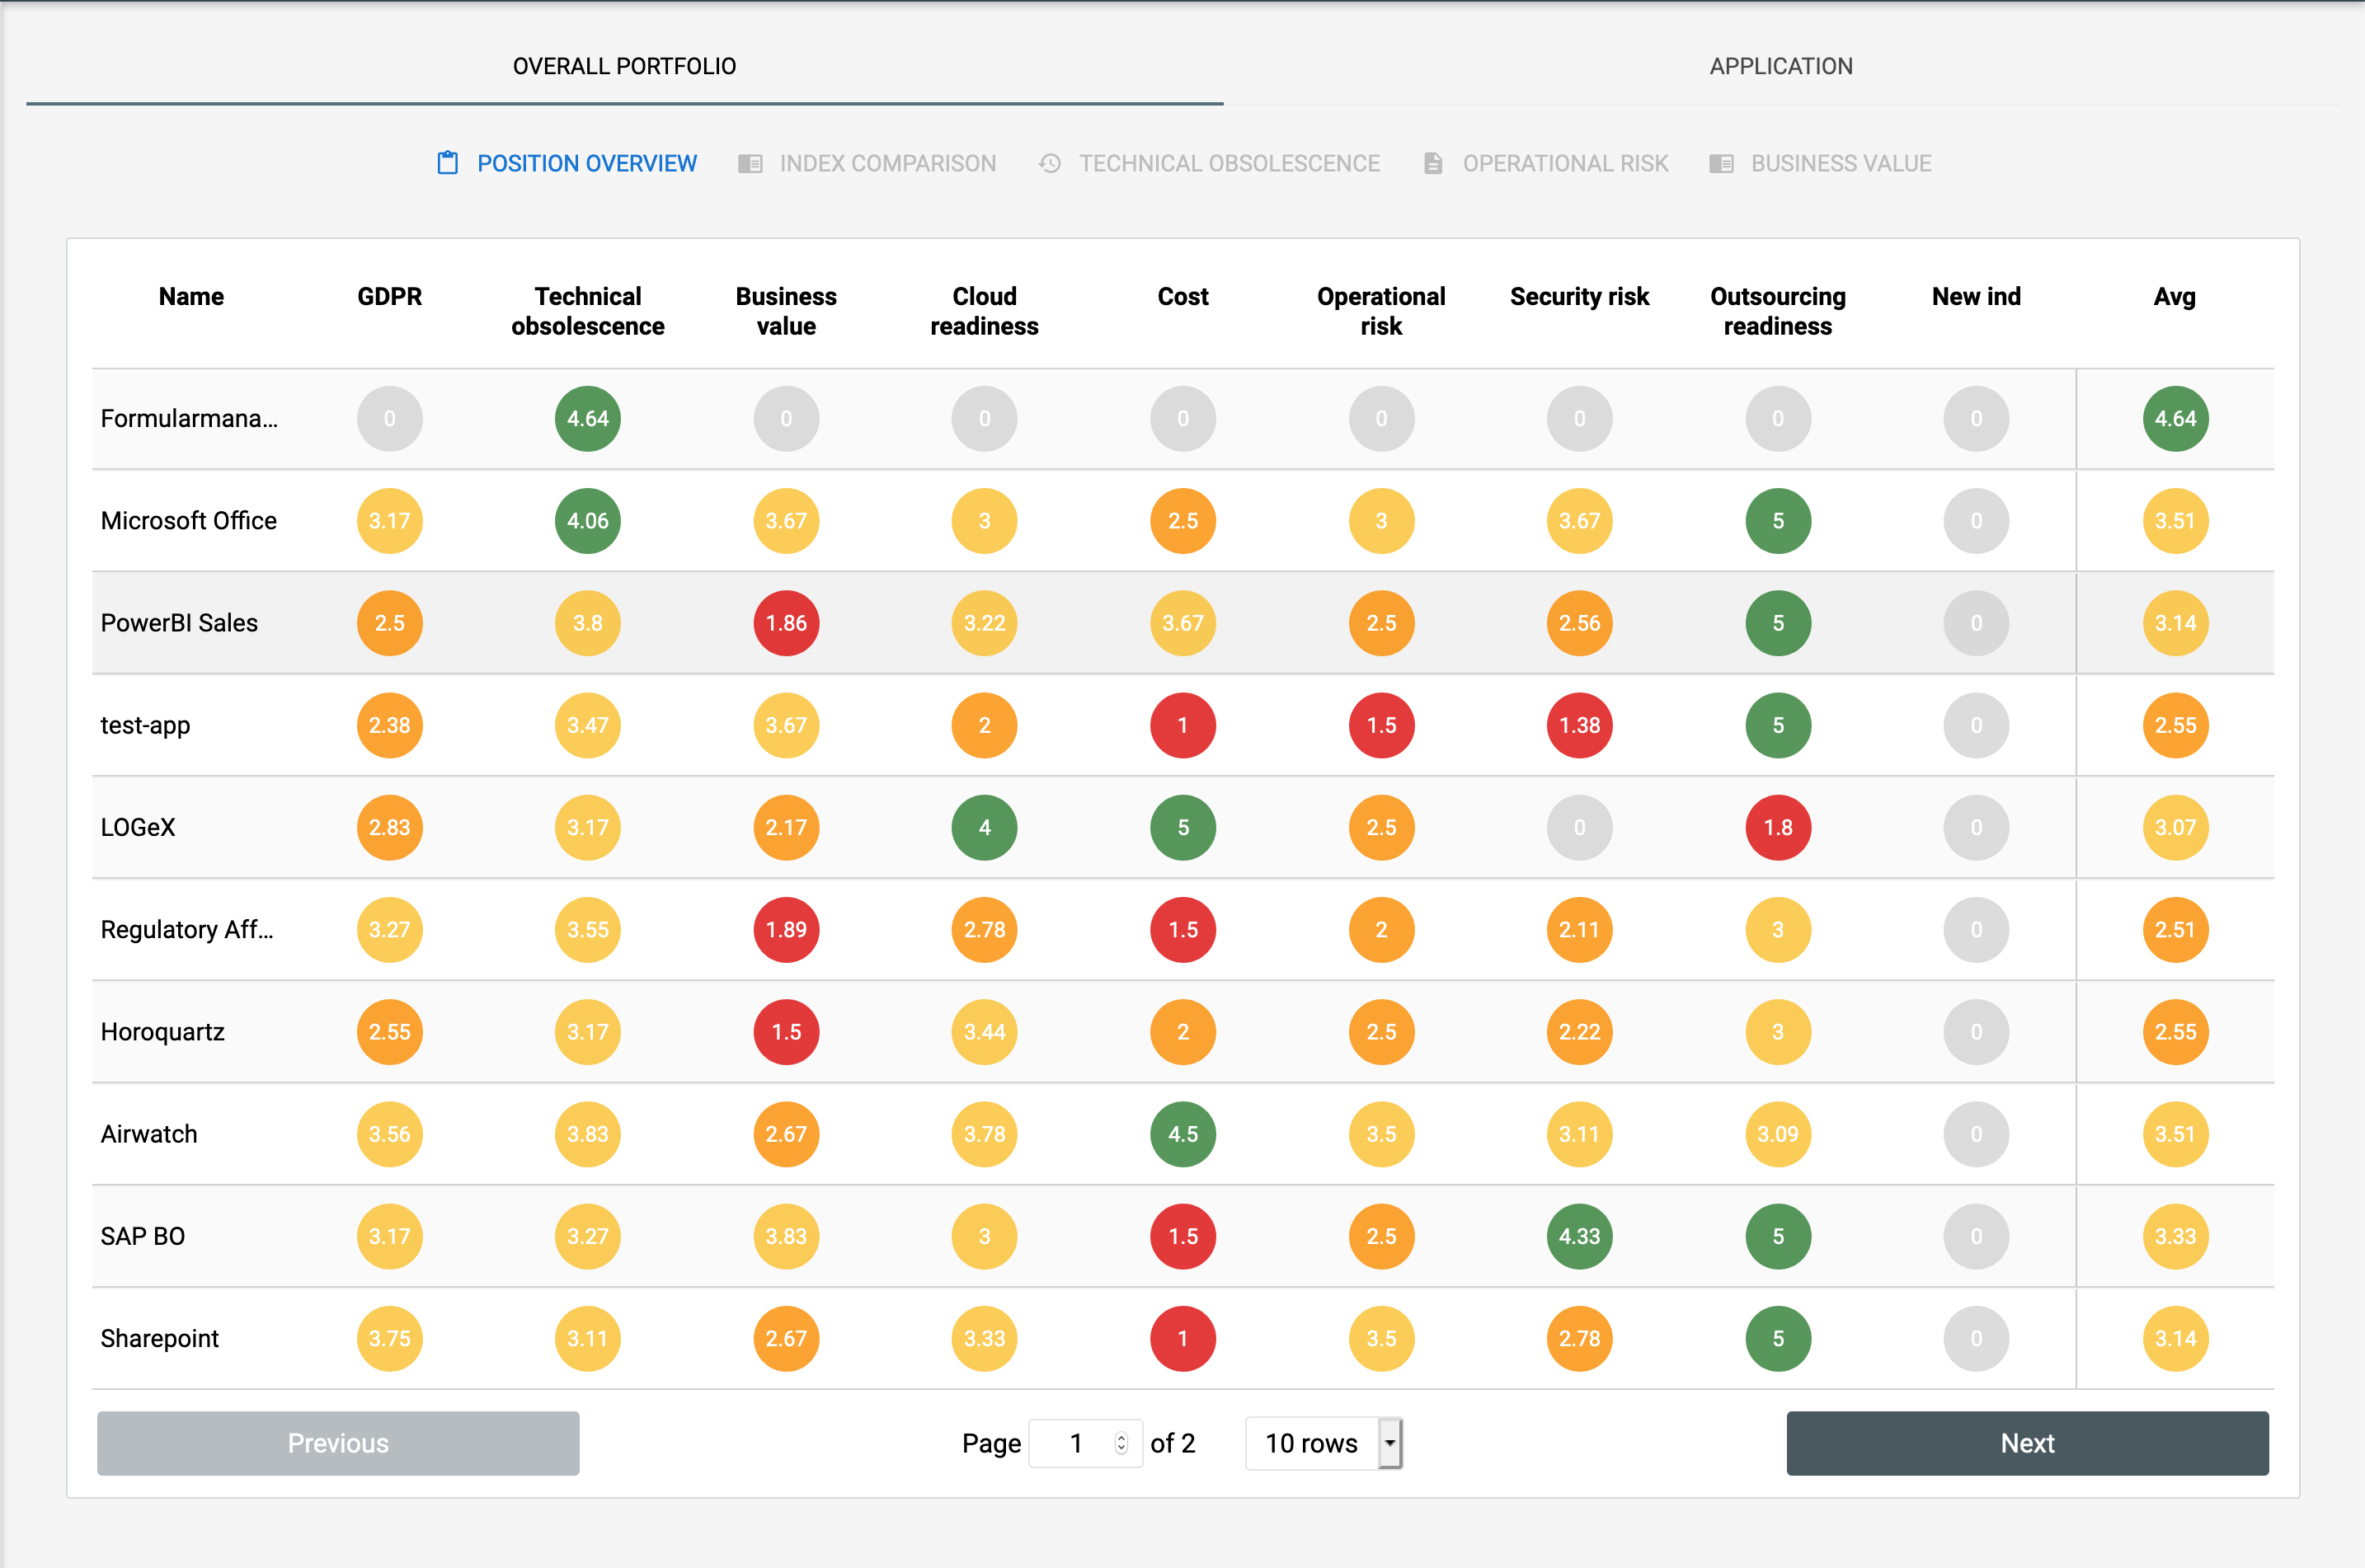 OVERALL PORTFOLIO APPLICATION
POSITION OVERVIEW INDEX COMPARISON TECHNICAL OBSOLESCENCE OPERATIONAL RISK BUSINESS VALUE
Name GDPR Technical obsolescence Business value Cloud readiness Cost Operational risk Security risk Outsourcing readiness New ind Avg
Formularmana... 0 4.64 0 0 0 0 0 0 0 4.64
Microsoft Office 3.17 4.06 3.67 3 2.5 3 3.67 5 0 3.51
PowerBI Sales 2.5 3.8 1.86 3.22 3.67 2.5 2.56 5 0 3.14
test-app 2.38 3.47 3.67 2 1 1.5 1.38 5 0 2.55
LOGeX 2.83 3.17 2.17 4 5 2.5 0 1.8 0 3.07
Regulatory Aff... 3.27 3.55 1.89 2.78 1.5 2 2.11 3 0 2.51
Horoquartz 2.55 3.17 1.5 3.44 2 2.5 2.22 3 0 2.55
Airwatch 3.56 3.83 2.67 3.78 4.5 3.5 3.11 3.09 0 3.51
SAP BO 3.17 3.27 3.83 3 1.5 2.5 4.33 5 0 3.33
Sharepoint 3.75 3.11 2.67 3.33 1 3.5 2.78 5 0 3.14
Previous Page 1 of 2 10 rows Next